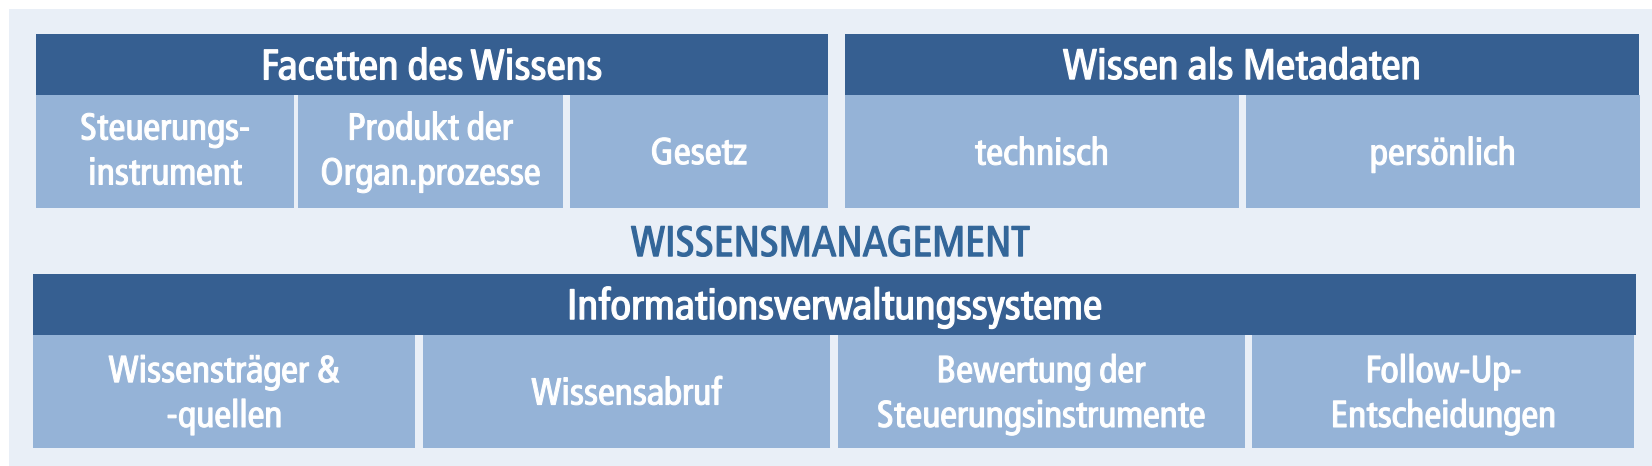 Facetten des Wissens
Steuerungs-
instrument
Produkt der
Organ.prozesse
Gesetz
Wissen als Metadaten
technisch
persönlich
WISSENSMANAGEMENT
Informationsverwaltungssysteme
Wissensträger &
-quellen
Wissensabruf
Bewertung der
Steuerungsinstrumente
Follow-Up-
Entscheidungen